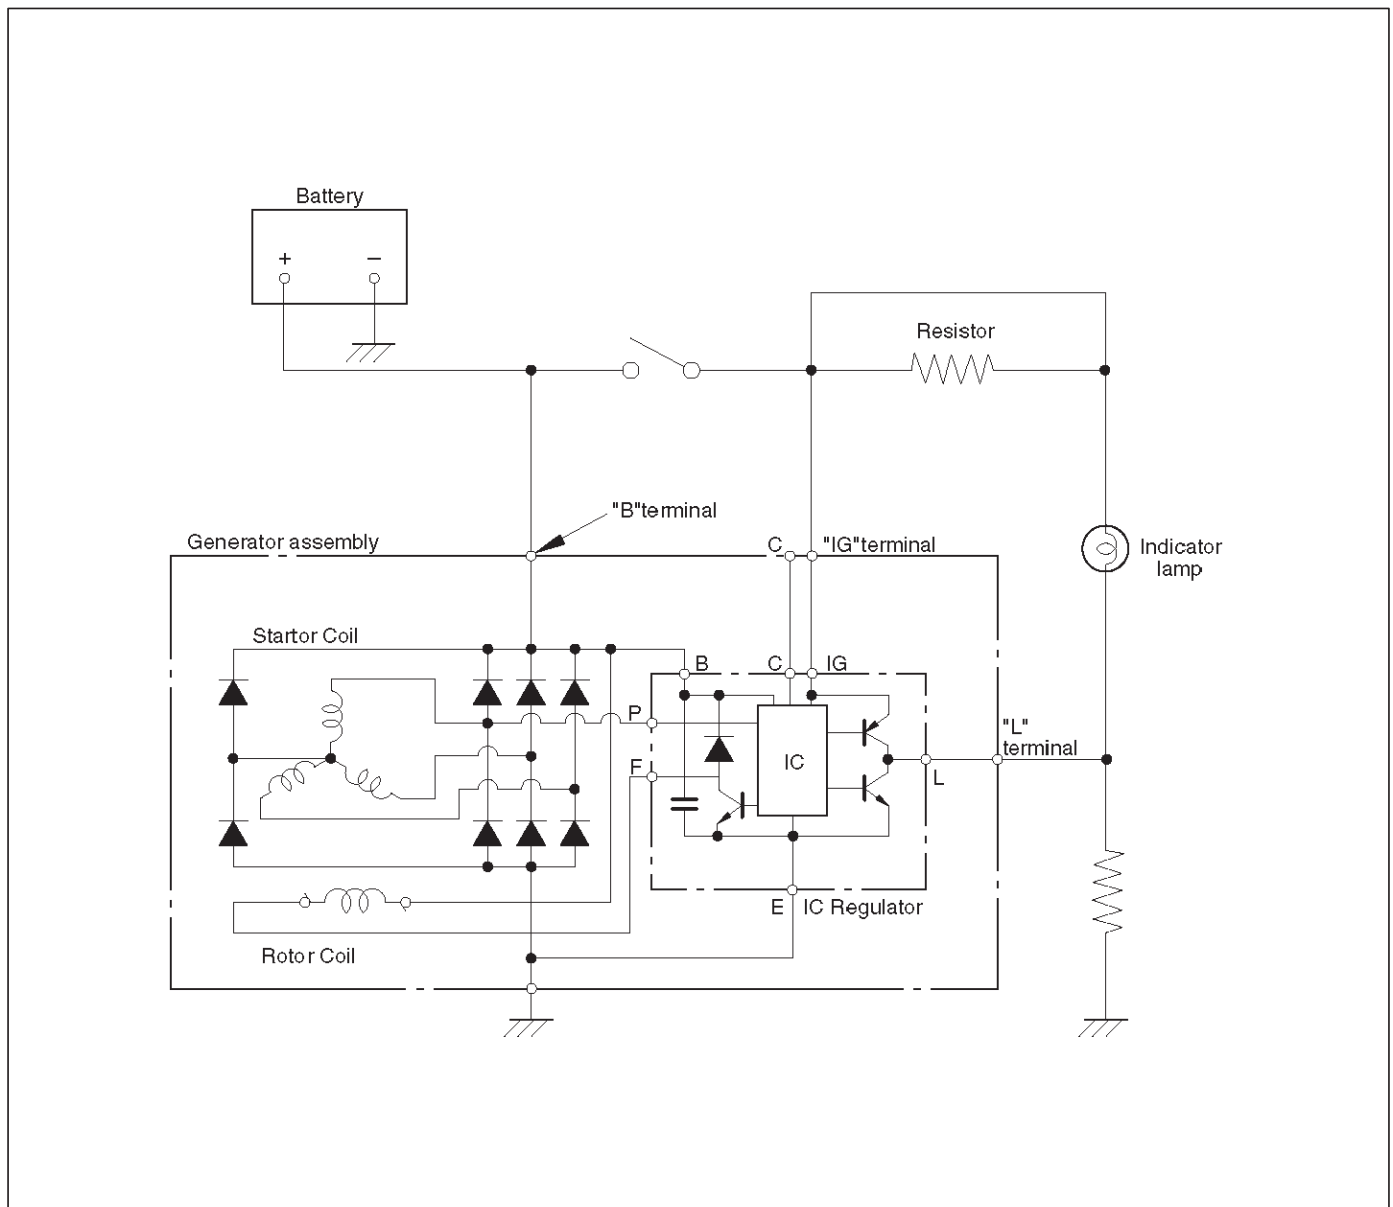 Battery
+ −
Resistor
"B"terminal
Generator assembly
C "IG"terminal
Indicator
lamp
Startor Coil
B C IG
P
"L"
terminal
F
IC
L
E IC Regulator
Rotor Coil